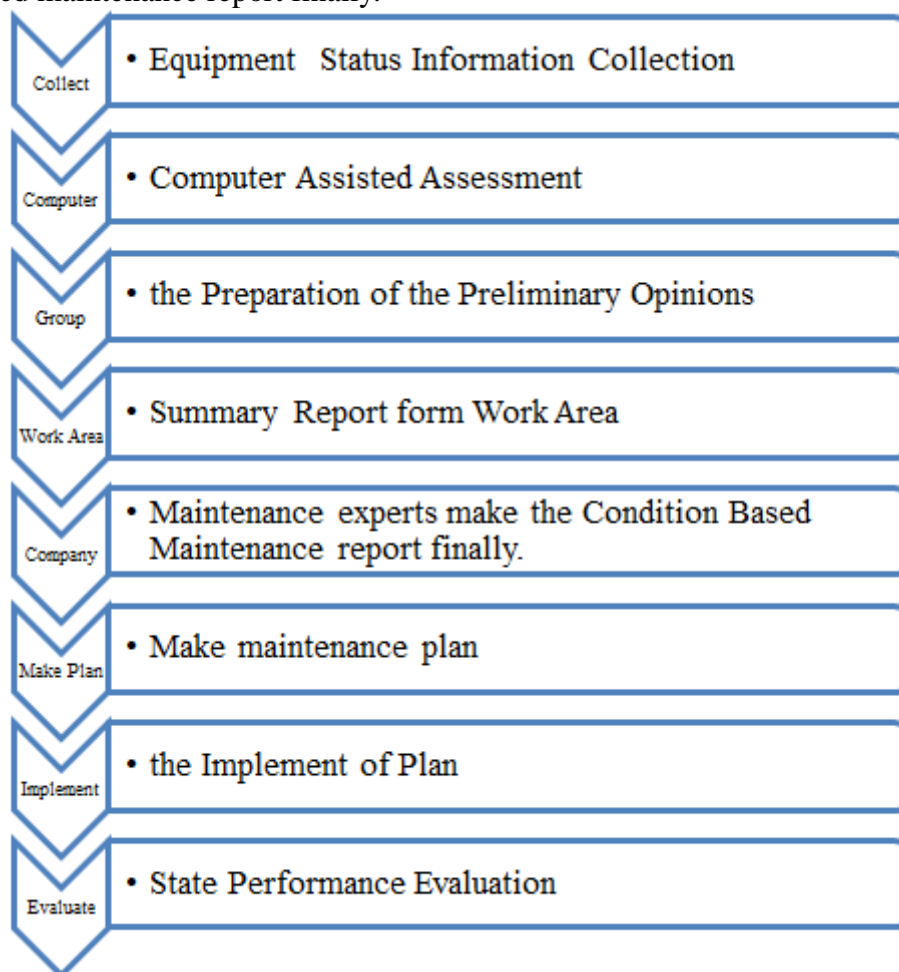 ed maintenance report finally.
Collect
• Equipment Status Information Collection
Computer
• Computer Assisted Assessment
Group
• the Preparation of the Preliminary Opinions
Work Area
• Summary Report form Work Area
Company
• Maintenance experts make the Condition Based
Maintenance report finally.
Make Plan
• Make maintenance plan
Implement
• the Implement of Plan
Evaluate
• State Performance Evaluation